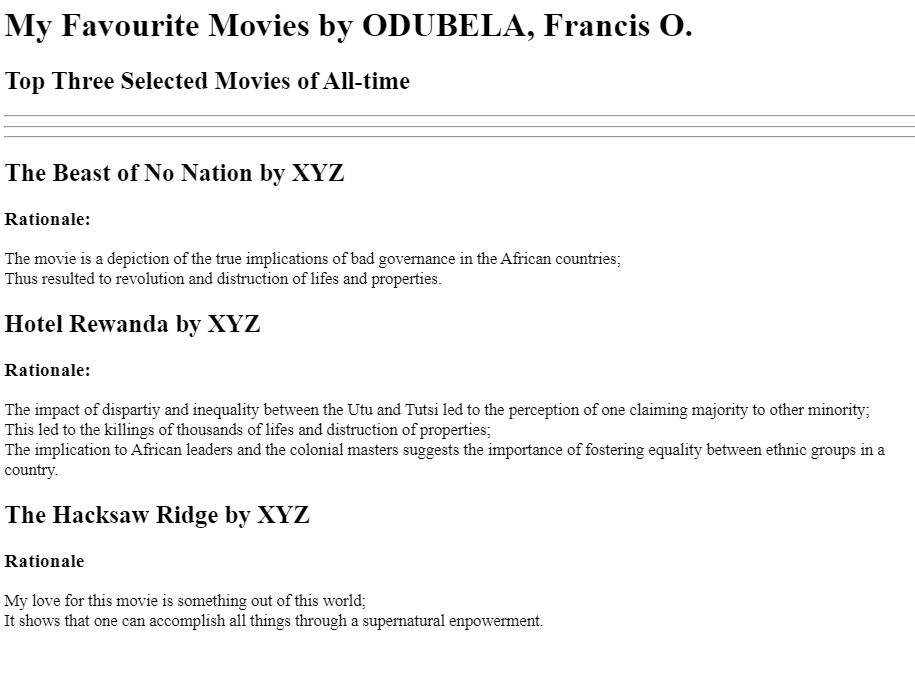 My Favourite Movies by ODUBELA, Francis O.
Top Three Selected Movies of All-time
The Beast of No Nation by XYZ
Rationale:
The movie is a depiction of the true implications of bad governance in the African countries;
Thus resulted to revolution and distruction of lifes and properties.
Hotel Rewanda by XYZ
Rationale:
The impact of dispartiy and inequality between the Utu and Tutsi led to the perception of one claiming majority to other minority;
This led to the killings of thousands of lifes and distruction of properties;
The implication to African leaders and the colonial masters suggests the importance of fostering equality between ethnic groups in a
country.
The Hacksaw Ridge by XYZ
Rationale
My love for this movie is something out of this world;
It shows that one can accomplish all things through a supernatural enpowerment.